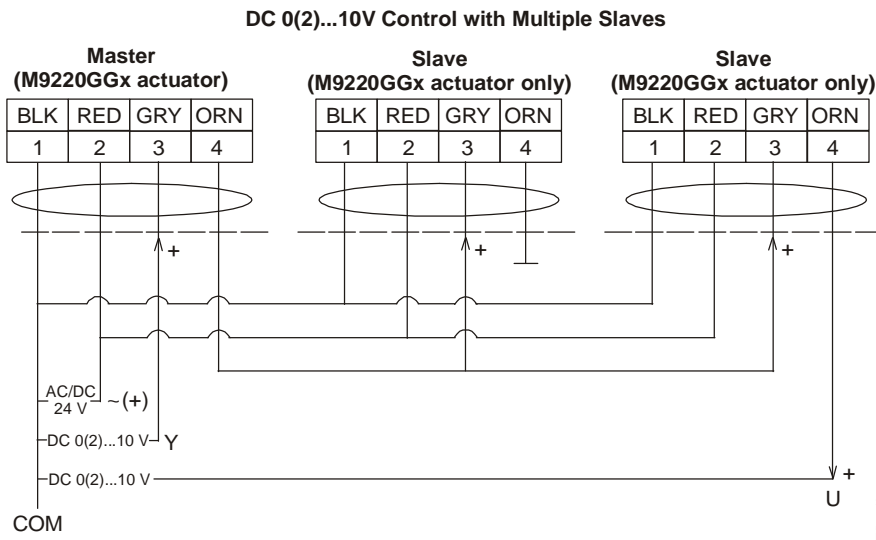 DC 0(2)...10V Control with Multiple Slaves
Master
(M9220GGx actuator)
Slave
(M9220GGx actuator only)
Slave
(M9220GGx actuator only)
BLK RED GRY ORN
1 2 3 4
BLK RED GRY ORN
1 2 3 4
BLK RED GRY ORN
1 2 3 4
+
+
+
AC/DC
24 V
~(+)
DC 0(2)...10 V
Y
DC 0(2)...10 V
+
U
COM